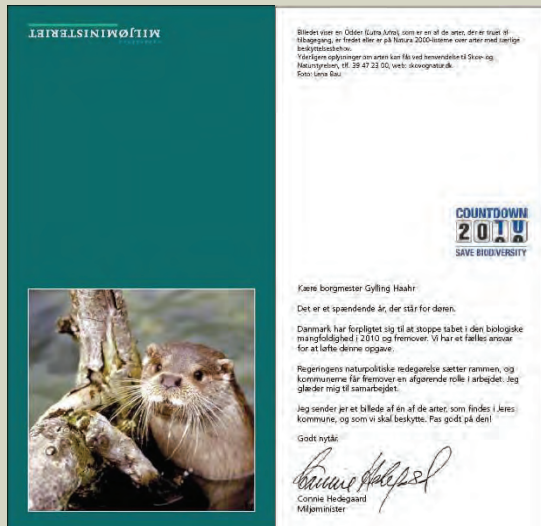 MILJØMINISTERIET
Billedet viser en Odder (Lutra lutra), som er en af de arter, der er truet af
tilbagegang, er fredet eller er på Natura 2000-listerne over arter med særlige
beskyttelsesbehov.
Yderligere oplysninger om arten kan fås ved henvendelse til Skov- og
Naturstyrelsen, tlf. 39 47 23 00, web: skovognatur.dk
Foto: Lena Bau.
COUNTDOWN
2010
SAVE BIODIVERSITY
Kære borgmester Gylling Haahr
Det er et spændende år, der står for døren.
Danmark har forpligtet sig til at stoppe tabet i den biologiske
mangfoldighed i 2010 og fremover. Vi har et fælles ansvar
for at løfte denne opgave.
Regeringens naturpolitiske redegørelse sætter rammen, og
kommunerne får fremover en afgørende rolle i arbejdet. Jeg
glæder mig til samarbejdet.
Jeg sender jer et billede af én af de arter, som findes i Jeres
kommune, og som vi skal beskytte. Pas godt på den!
Godt nytår.
Connie Hedegaard
Miljøminister